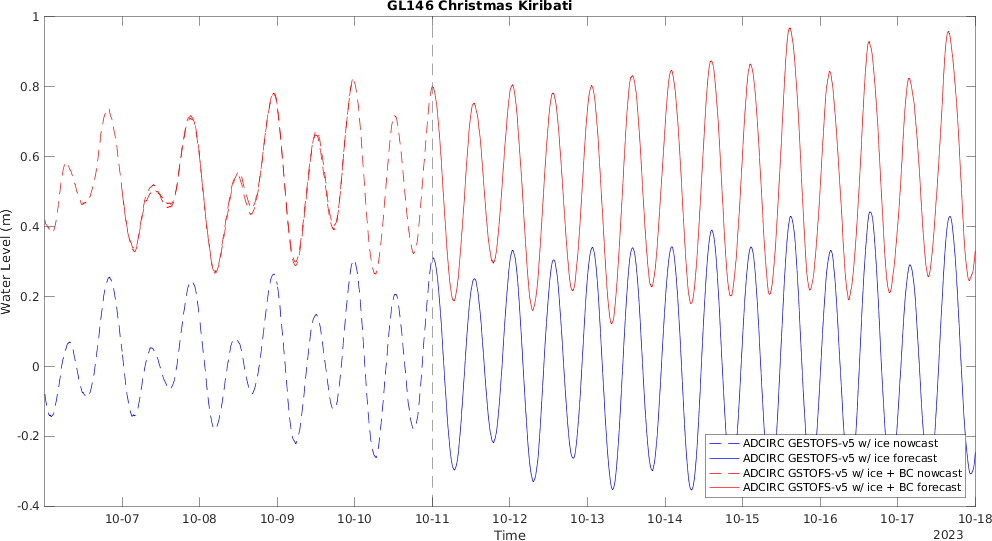 GL146 Christmas Kiribati
Water Level (m)
1
0.8
0.6
0.4
0.2
0
-0.2
-0.4
ADCIRC GESTOFS-v5 w/ ice nowcast
ADCIRC GESTOFS-v5 w/ ice forecast
ADCIRC GSTOFS-v5 w/ ice + BC nowcast
ADCIRC GSTOFS-v5 w/ ice + BC forecast
10-07 10-08 10-09 10-10 10-11 10-12 10-13 10-14 10-15 10-16 10-17 10-18
Time
2023